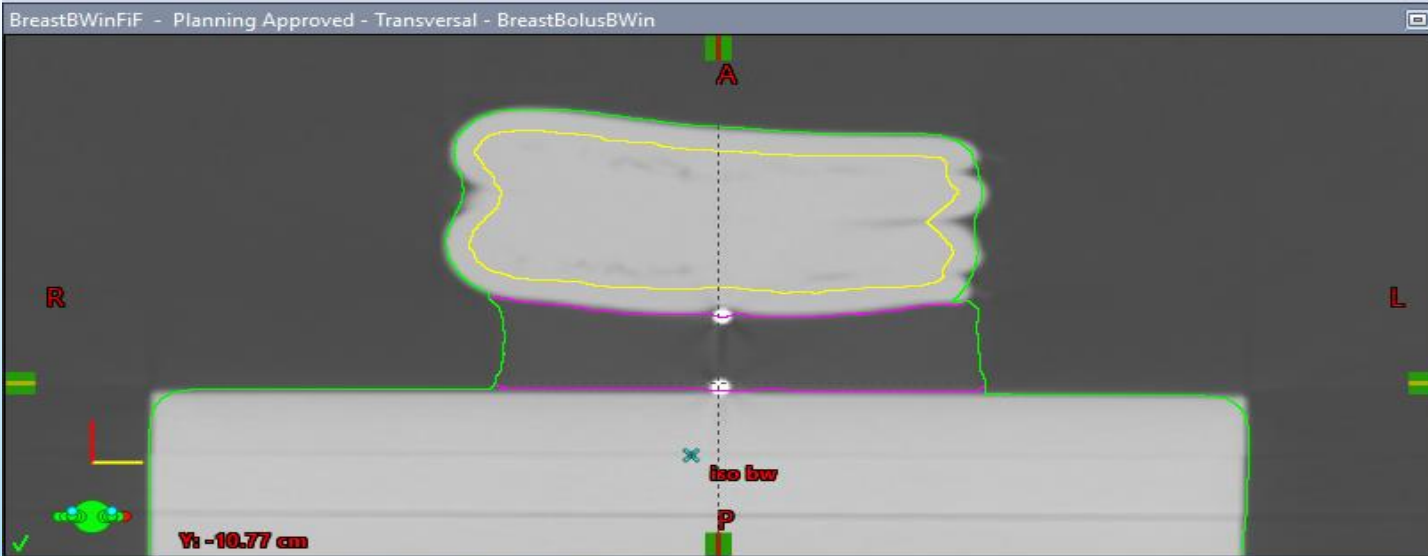 BreastBWinFiF - Planning Approved - Transversal - BreastBolusBWin
A
R
L
iso bw
P
Y: -10.77 cm